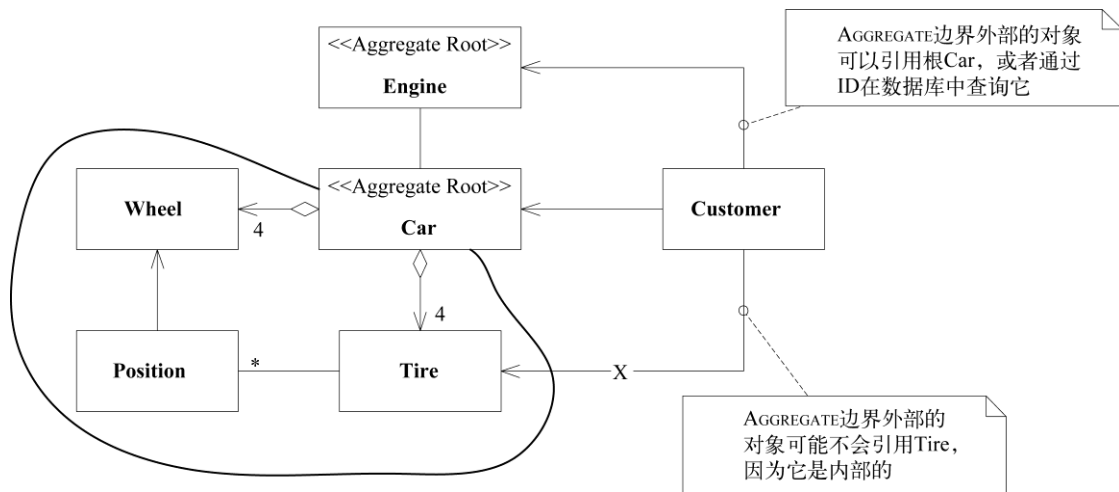 <<Aggregate Root>>
Engine
AGGREGATE边界外部的对象
可以引用根Car，或者通过
ID在数据库中查询它
Wheel
4
<<Aggregate Root>>
Car
Customer
4
Position
*
Tire
X
AGGREGATE边界外部的
对象可能不会引用Tire，
因为它是内部的